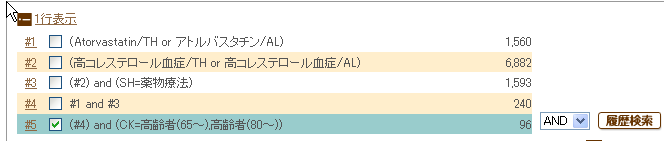 1行表示
#1 (Atorvastatin/TH or アトルバスタチン/AL) 1,560
#2 (高コレステロール血症/TH or 高コレステロール血症/AL) 6,882
#3 (#2) and (SH=薬物療法) 1,593
#4 #1 and #3 240
#5 (#4) and (CK=高齢者(65～),高齢者(80～)) 96 AND 履歴検索